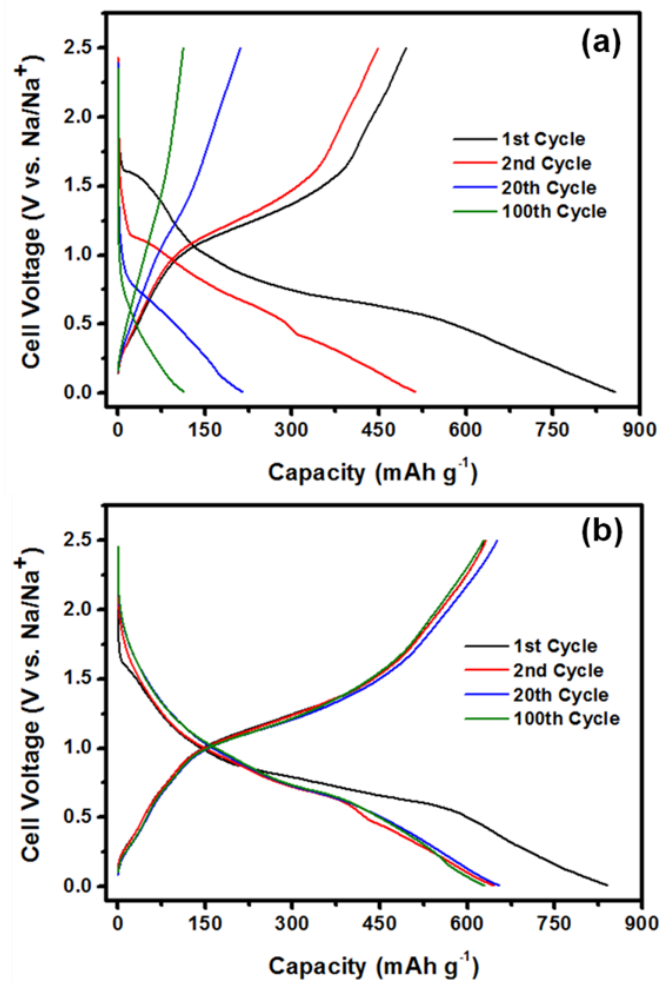 (a)
2.5
2.0
1.5
1.0
0.5
0.0
Cell Voltage (V vs. Na/Na⁺)
1st Cycle
2nd Cycle
20th Cycle
100th Cycle
0 150 300 450 600 750 900
Capacity (mAh g⁻¹)
(b)
2.5
2.0
1.5
1.0
0.5
0.0
Cell Voltage (V vs. Na/Na⁺)
1st Cycle
2nd Cycle
20th Cycle
100th Cycle
0 150 300 450 600 750 900
Capacity (mAh g⁻¹)